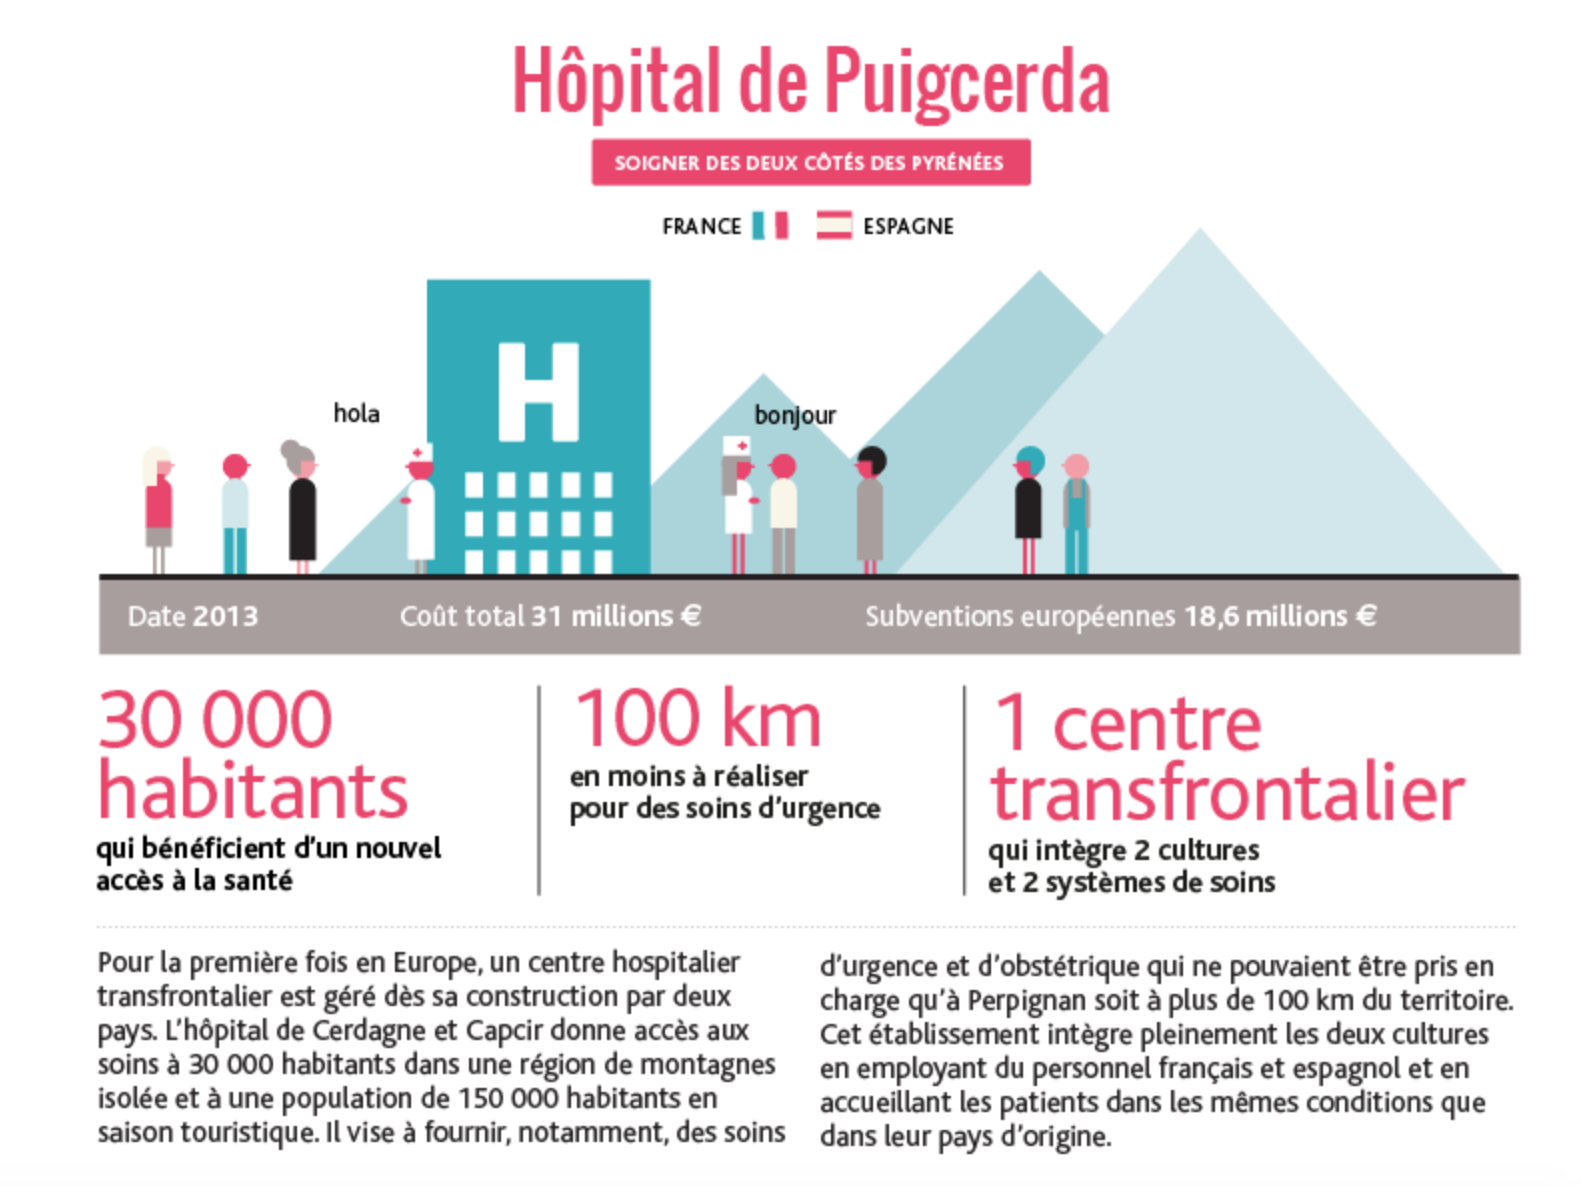 Hôpital de Puigcerda
SOIGNER DES DEUX CÔTÉS DES PYRÉNÉES
FRANCE ESPAGNE
H
hola
bonjour
Date 2013 Coût total 31 millions € Subventions européennes 18,6 millions €
30 000
habitants
qui bénéficient d'un nouvel
accès à la santé
100 km
en moins à réaliser
pour des soins d'urgence
1 centre
transfrontalier
qui intègre 2 cultures
et 2 systèmes de soins
Pour la première fois en Europe, un centre hospitalier
transfrontalier est géré dès sa construction par deux
pays. L'hôpital de Cerdagne et Capcir donne accès aux
soins à 30 000 habitants dans une région de montagnes
isolée et à une population de 150 000 habitants en
saison touristique. Il vise à fournir, notamment, des soins
d'urgence et d'obstétrique qui ne pouvaient être pris en
charge qu'à Perpignan soit à plus de 100 km du territoire.
Cet établissement intègre pleinement les deux cultures
en employant du personnel français et espagnol et en
accueillant les patients dans les mêmes conditions que
dans leur pays d'origine.